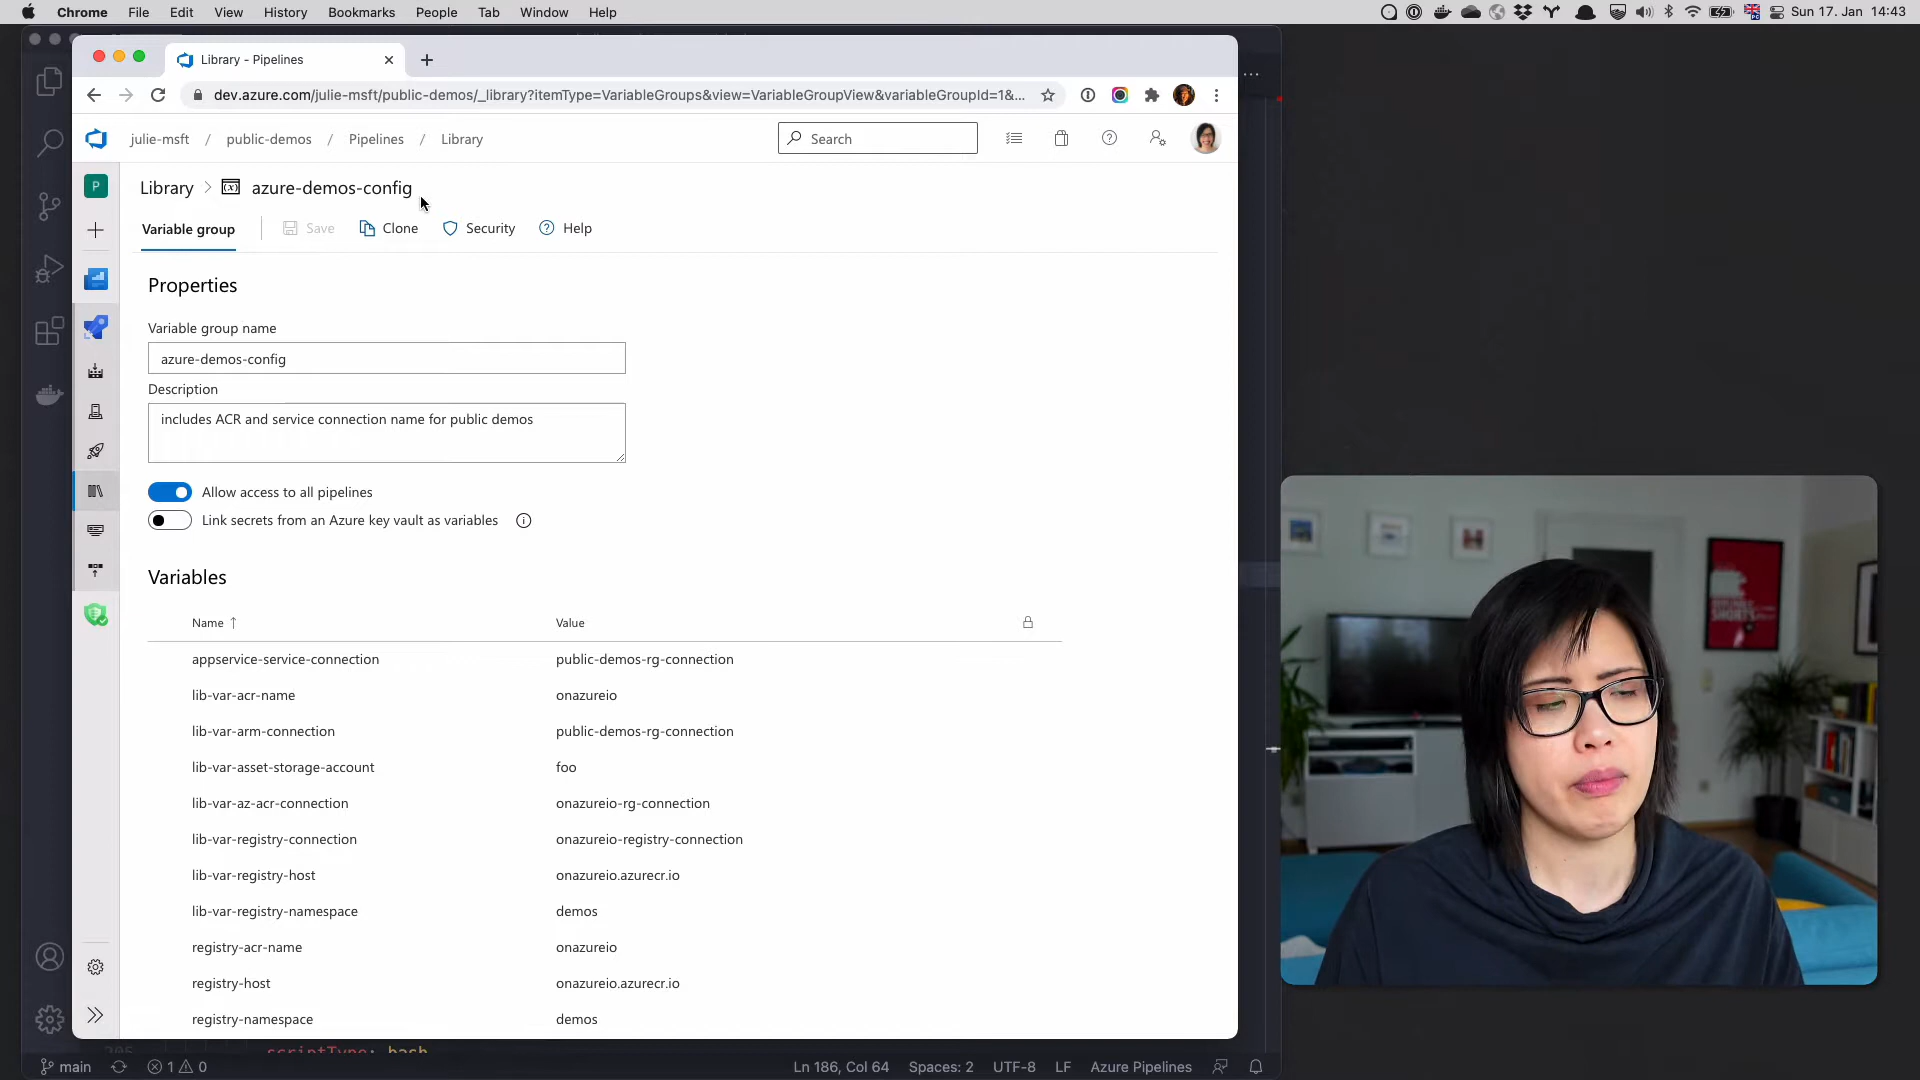 Chrome File Edit View History Bookmarks People Tab Window Help
Sun 17. Jan 14:43
Library - Pipelines
dev.azure.com/julie-msft/public-demos/_library?itemType=VariableGroups&view=VariableGroupView&variableGroupId=1&...
julie-msft / public-demos / Pipelines / Library
Search
P
Library > azure-demos-config
Variable group Save Clone Security Help
Properties
Variable group name
azure-demos-config
Description
includes ACR and service connection name for public demos
Allow access to all pipelines
Link secrets from an Azure key vault as variables
Variables
Name ↑ Value
appservice-service-connection public-demos-rg-connection
lib-var-acr-name onazureio
lib-var-arm-connection public-demos-rg-connection
lib-var-asset-storage-account foo
lib-var-az-acr-connection onazureio-rg-connection
lib-var-registry-connection onazureio-registry-connection
lib-var-registry-host onazureio.azurecr.io
lib-var-registry-namespace demos
registry-acr-name onazureio
registry-host onazureio.azurecr.io
registry-namespace demos
scriptType: bash
main 1 0 Ln 186, Col 64 Spaces: 2 UTF-8 LF Azure Pipelines